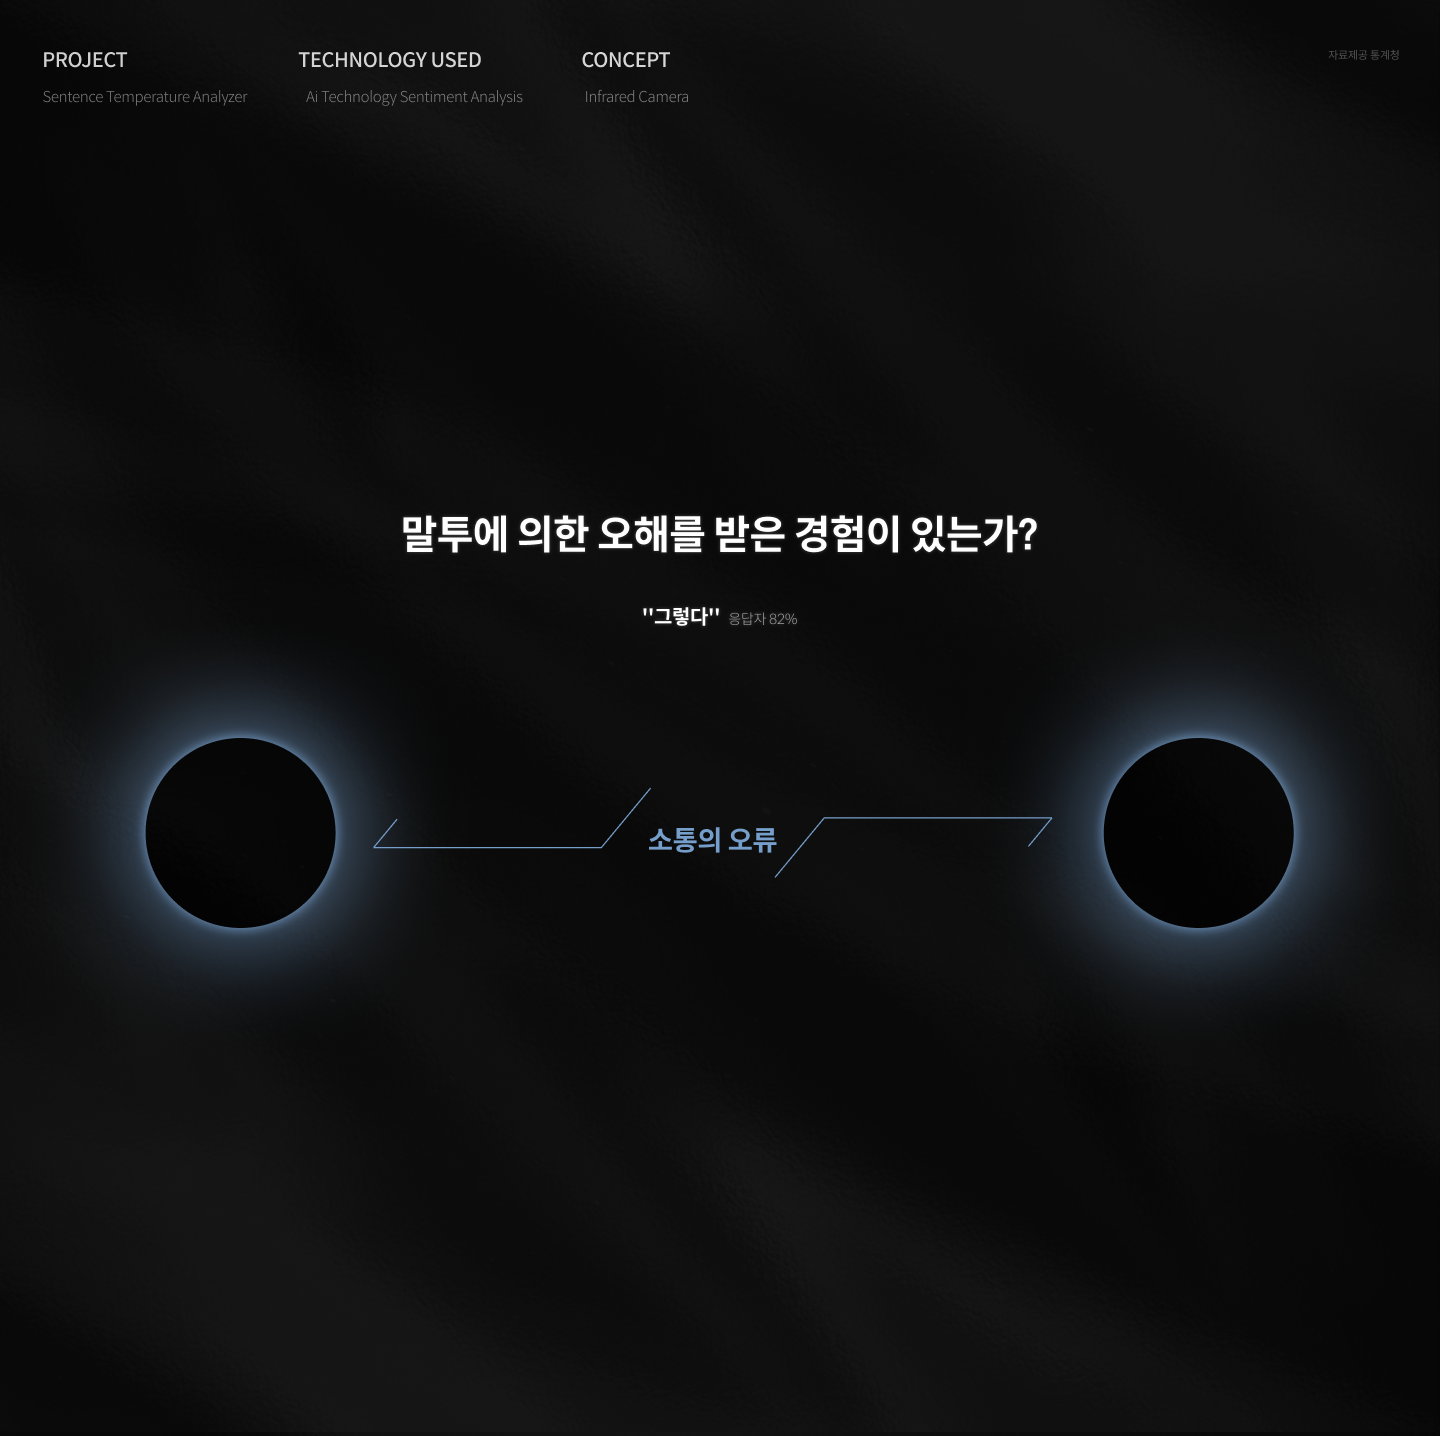 PROJECT
TECHNOLOGY USED
CONCEPT
자료제공 통계청
Sentence Temperature Analyzer
Ai Technology Sentiment Analysis
Infrared Camera
말투에 의한 오해를 받은 경험이 있는가?
"그렇다" 응답자 82%
소통의 오류